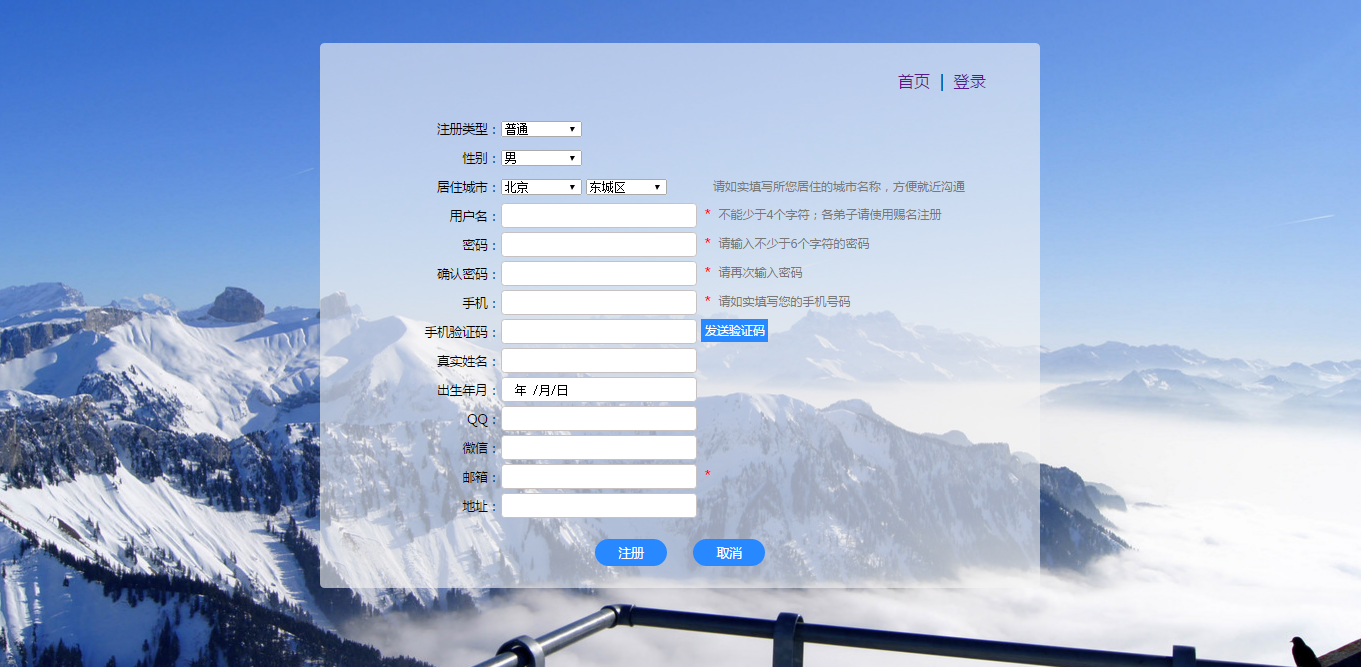 首页 | 登录
注册类型： 普通
性别： 男
居住城市： 北京 东城区 请如实填写所您居住的城市名称，方便就近沟通
用户名： * 不能少于4个字符；各弟子请使用赐名注册
密码： * 请输入不少于6个字符的密码
确认密码： * 请再次输入密码
手机： * 请如实填写您的手机号码
手机验证码： 发送验证码
真实姓名：
出生年月： 年 /月/日
QQ：
微信：
邮箱： *
地址：
注册 取消